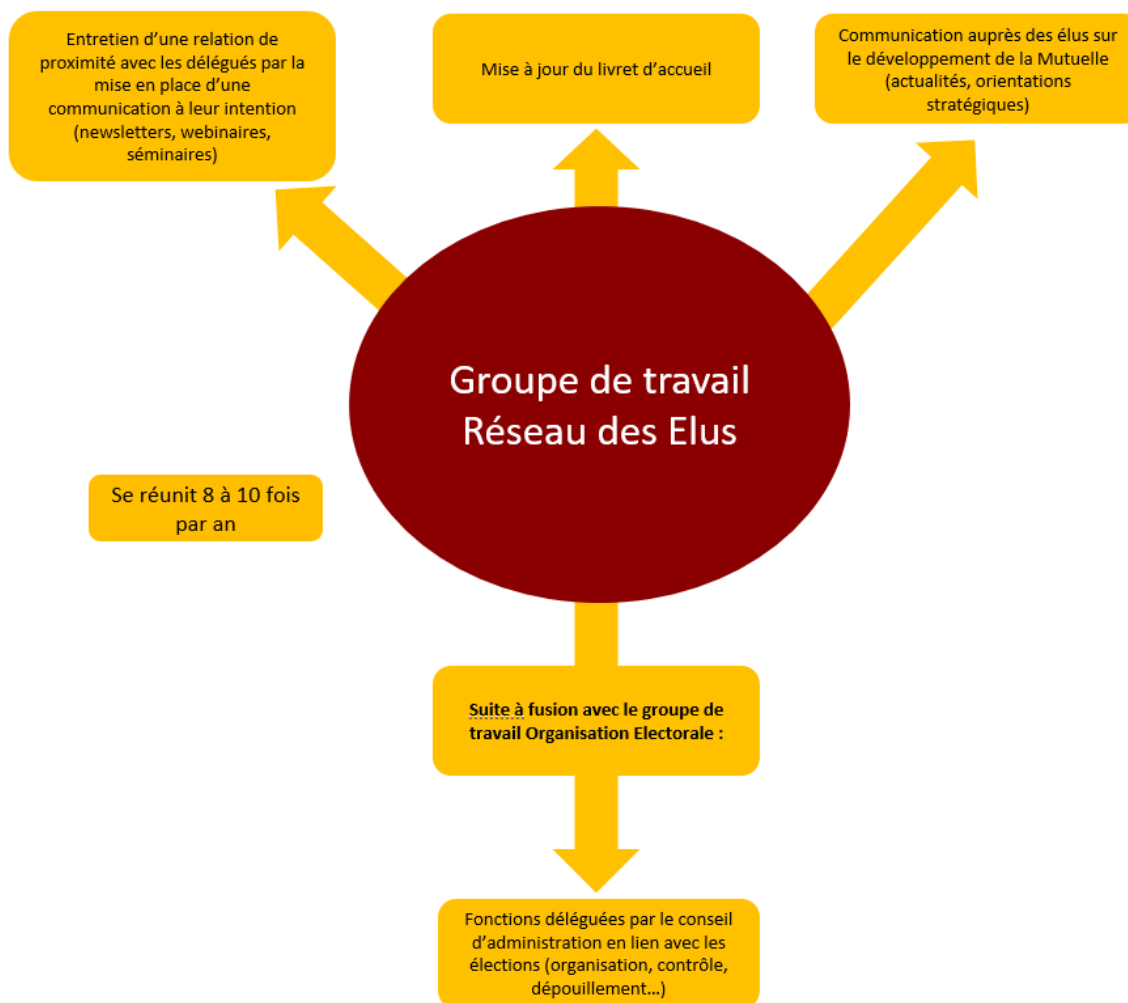 Entretien d’une relation de
proximité avec les délégués par la
mise en place d’une
communication à leur intention
(newsletters, webinaires,
séminaires)
Mise à jour du livret d’accueil
Communication auprès des élus sur
le développement de la Mutuelle
(actualités, orientations
stratégiques)
Groupe de travail
Réseau des Elus
Se réunit 8 à 10 fois
par an
Suite à fusion avec le groupe de
travail Organisation Electorale :
Fonctions déléguées par le conseil
d’administration en lien avec les
élections (organisation, contrôle,
dépouillement…)